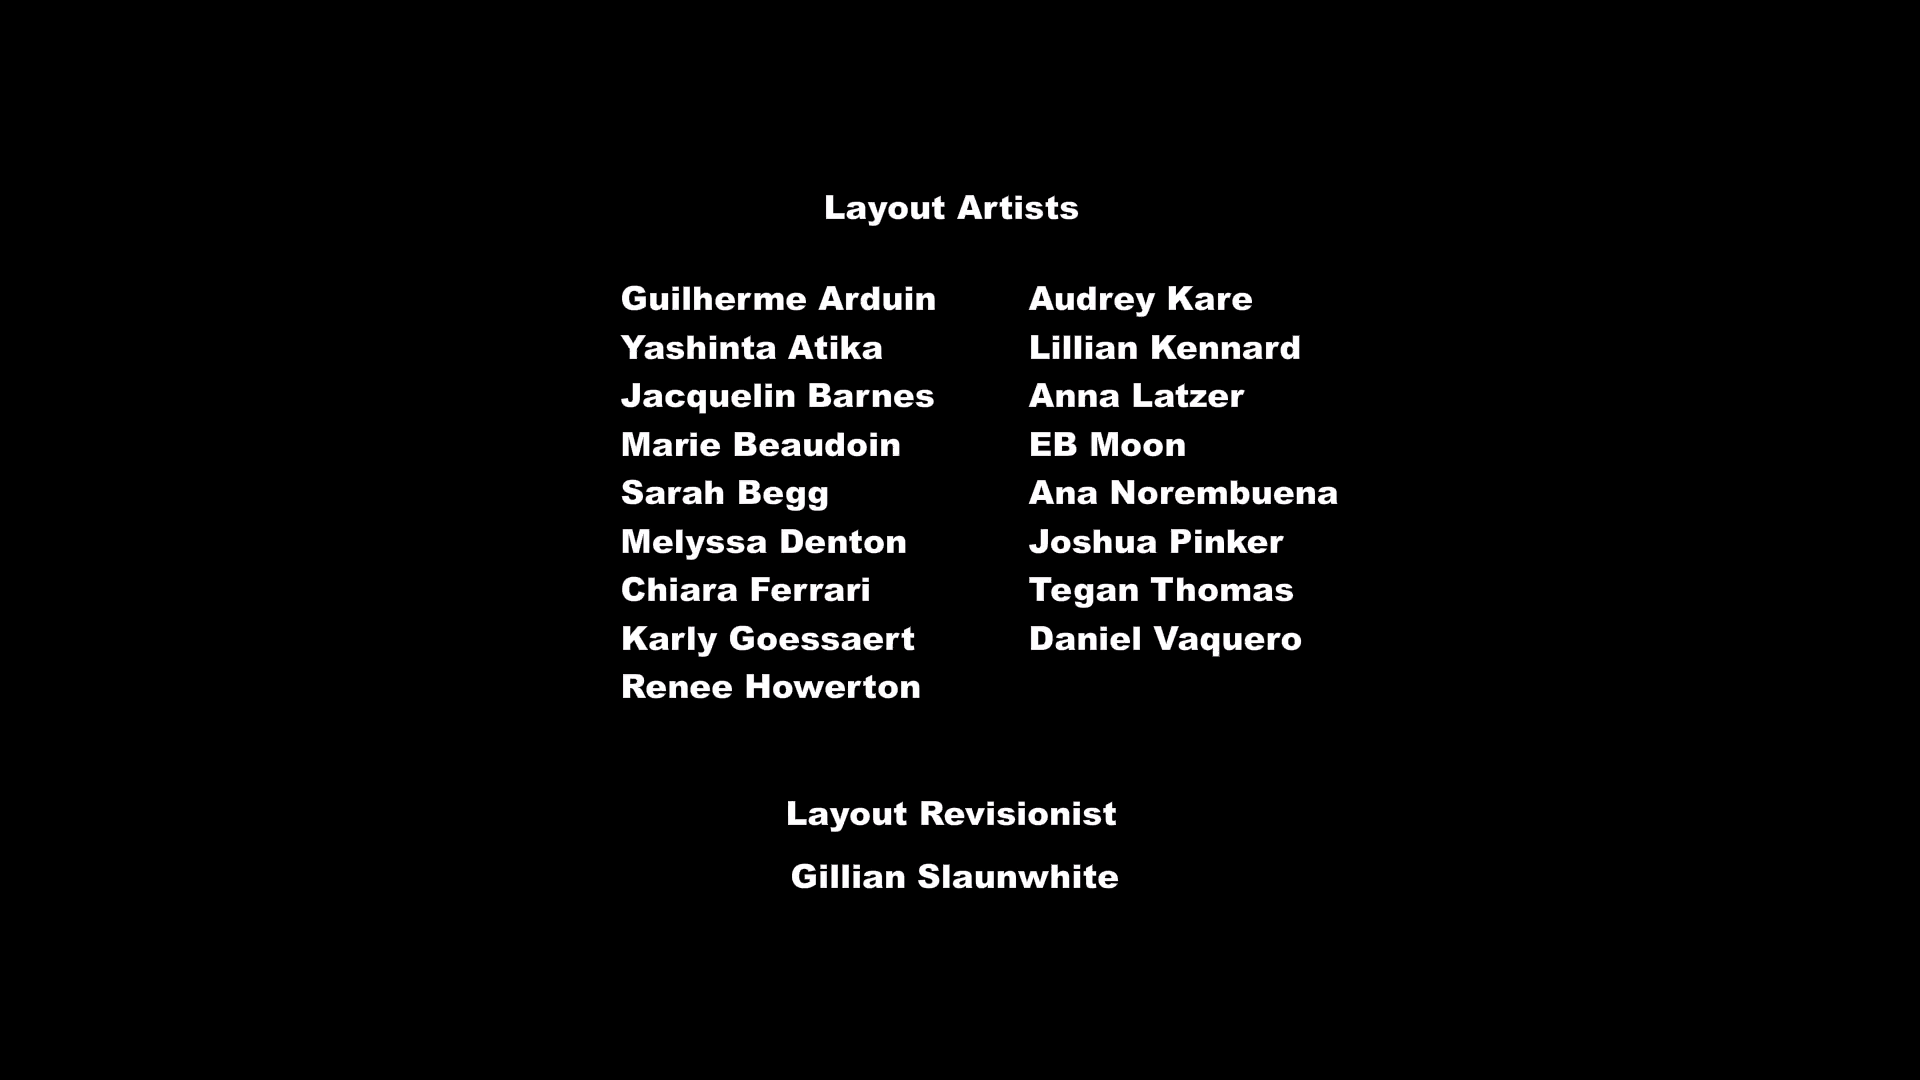 Layout Artists
Guilherme Arduin
Yashinta Atika
Jacquelin Barnes
Marie Beaudoin
Sarah Begg
Melyssa Denton
Chiara Ferrari
Karly Goessaert
Renee Howerton
Audrey Kare
Lillian Kennard
Anna Latzer
EB Moon
Ana Norembuena
Joshua Pinker
Tegan Thomas
Daniel Vaquero
Layout Revisionist
Gillian Slaunwhite